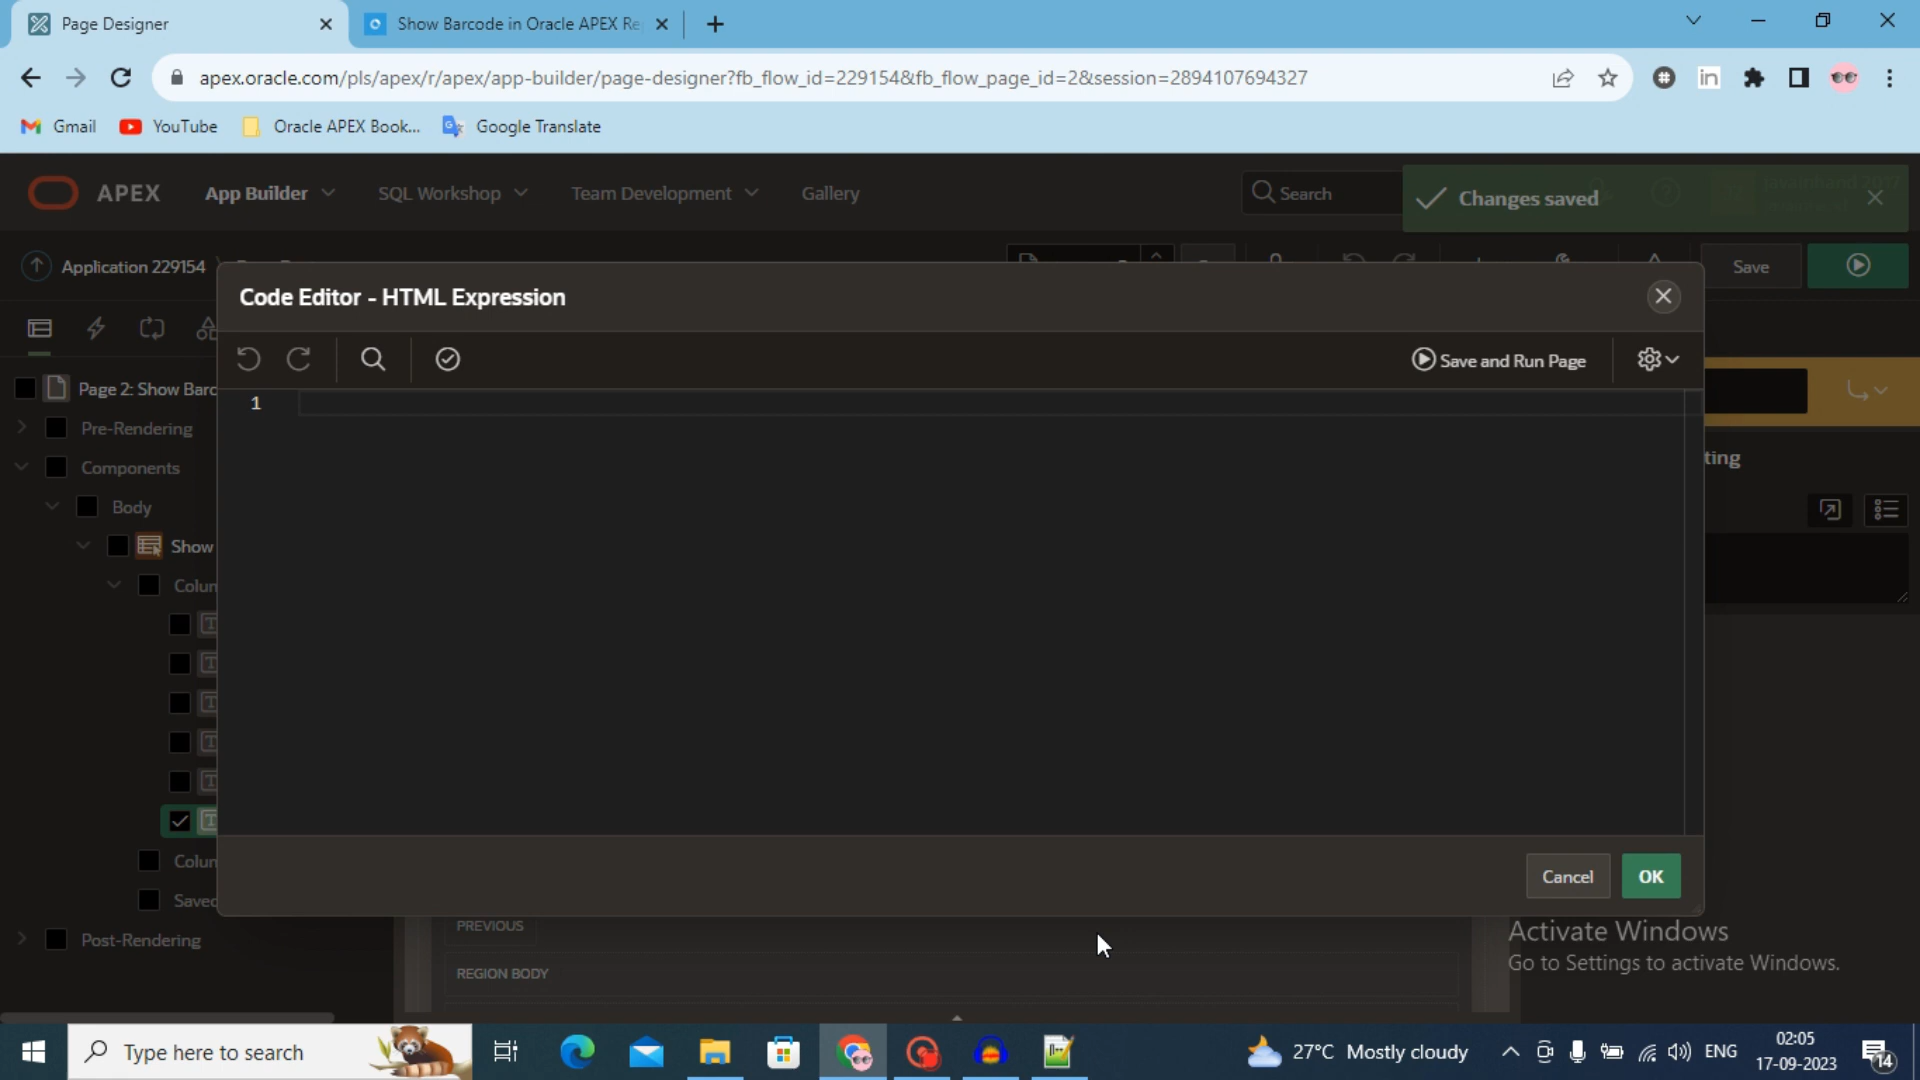 Page Designer
Show Barcode in Oracle APEX Re
apex.oracle.com/pls/apex/r/apex/app-builder/page-designer?fb_flow_id=229154&fb_flow_page_id=2&session=2894107694327
Gmail
YouTube
Oracle APEX Book...
Google Translate
APEX
App Builder
SQL Workshop
Team Development
Gallery
Search
Changes saved
Application 229154
Save
Code Editor - HTML Expression
Save and Run Page
1
Page 2: Show Barc
Pre-Rendering
Components
Body
Show
Colum
Colum
Saved
Post-Rendering
ting
Cancel
OK
PREVIOUS
REGION BODY
Activate Windows
Go to Settings to activate Windows.
Type here to search
27°C Mostly cloudy
ENG
02:05
17-09-2023
14